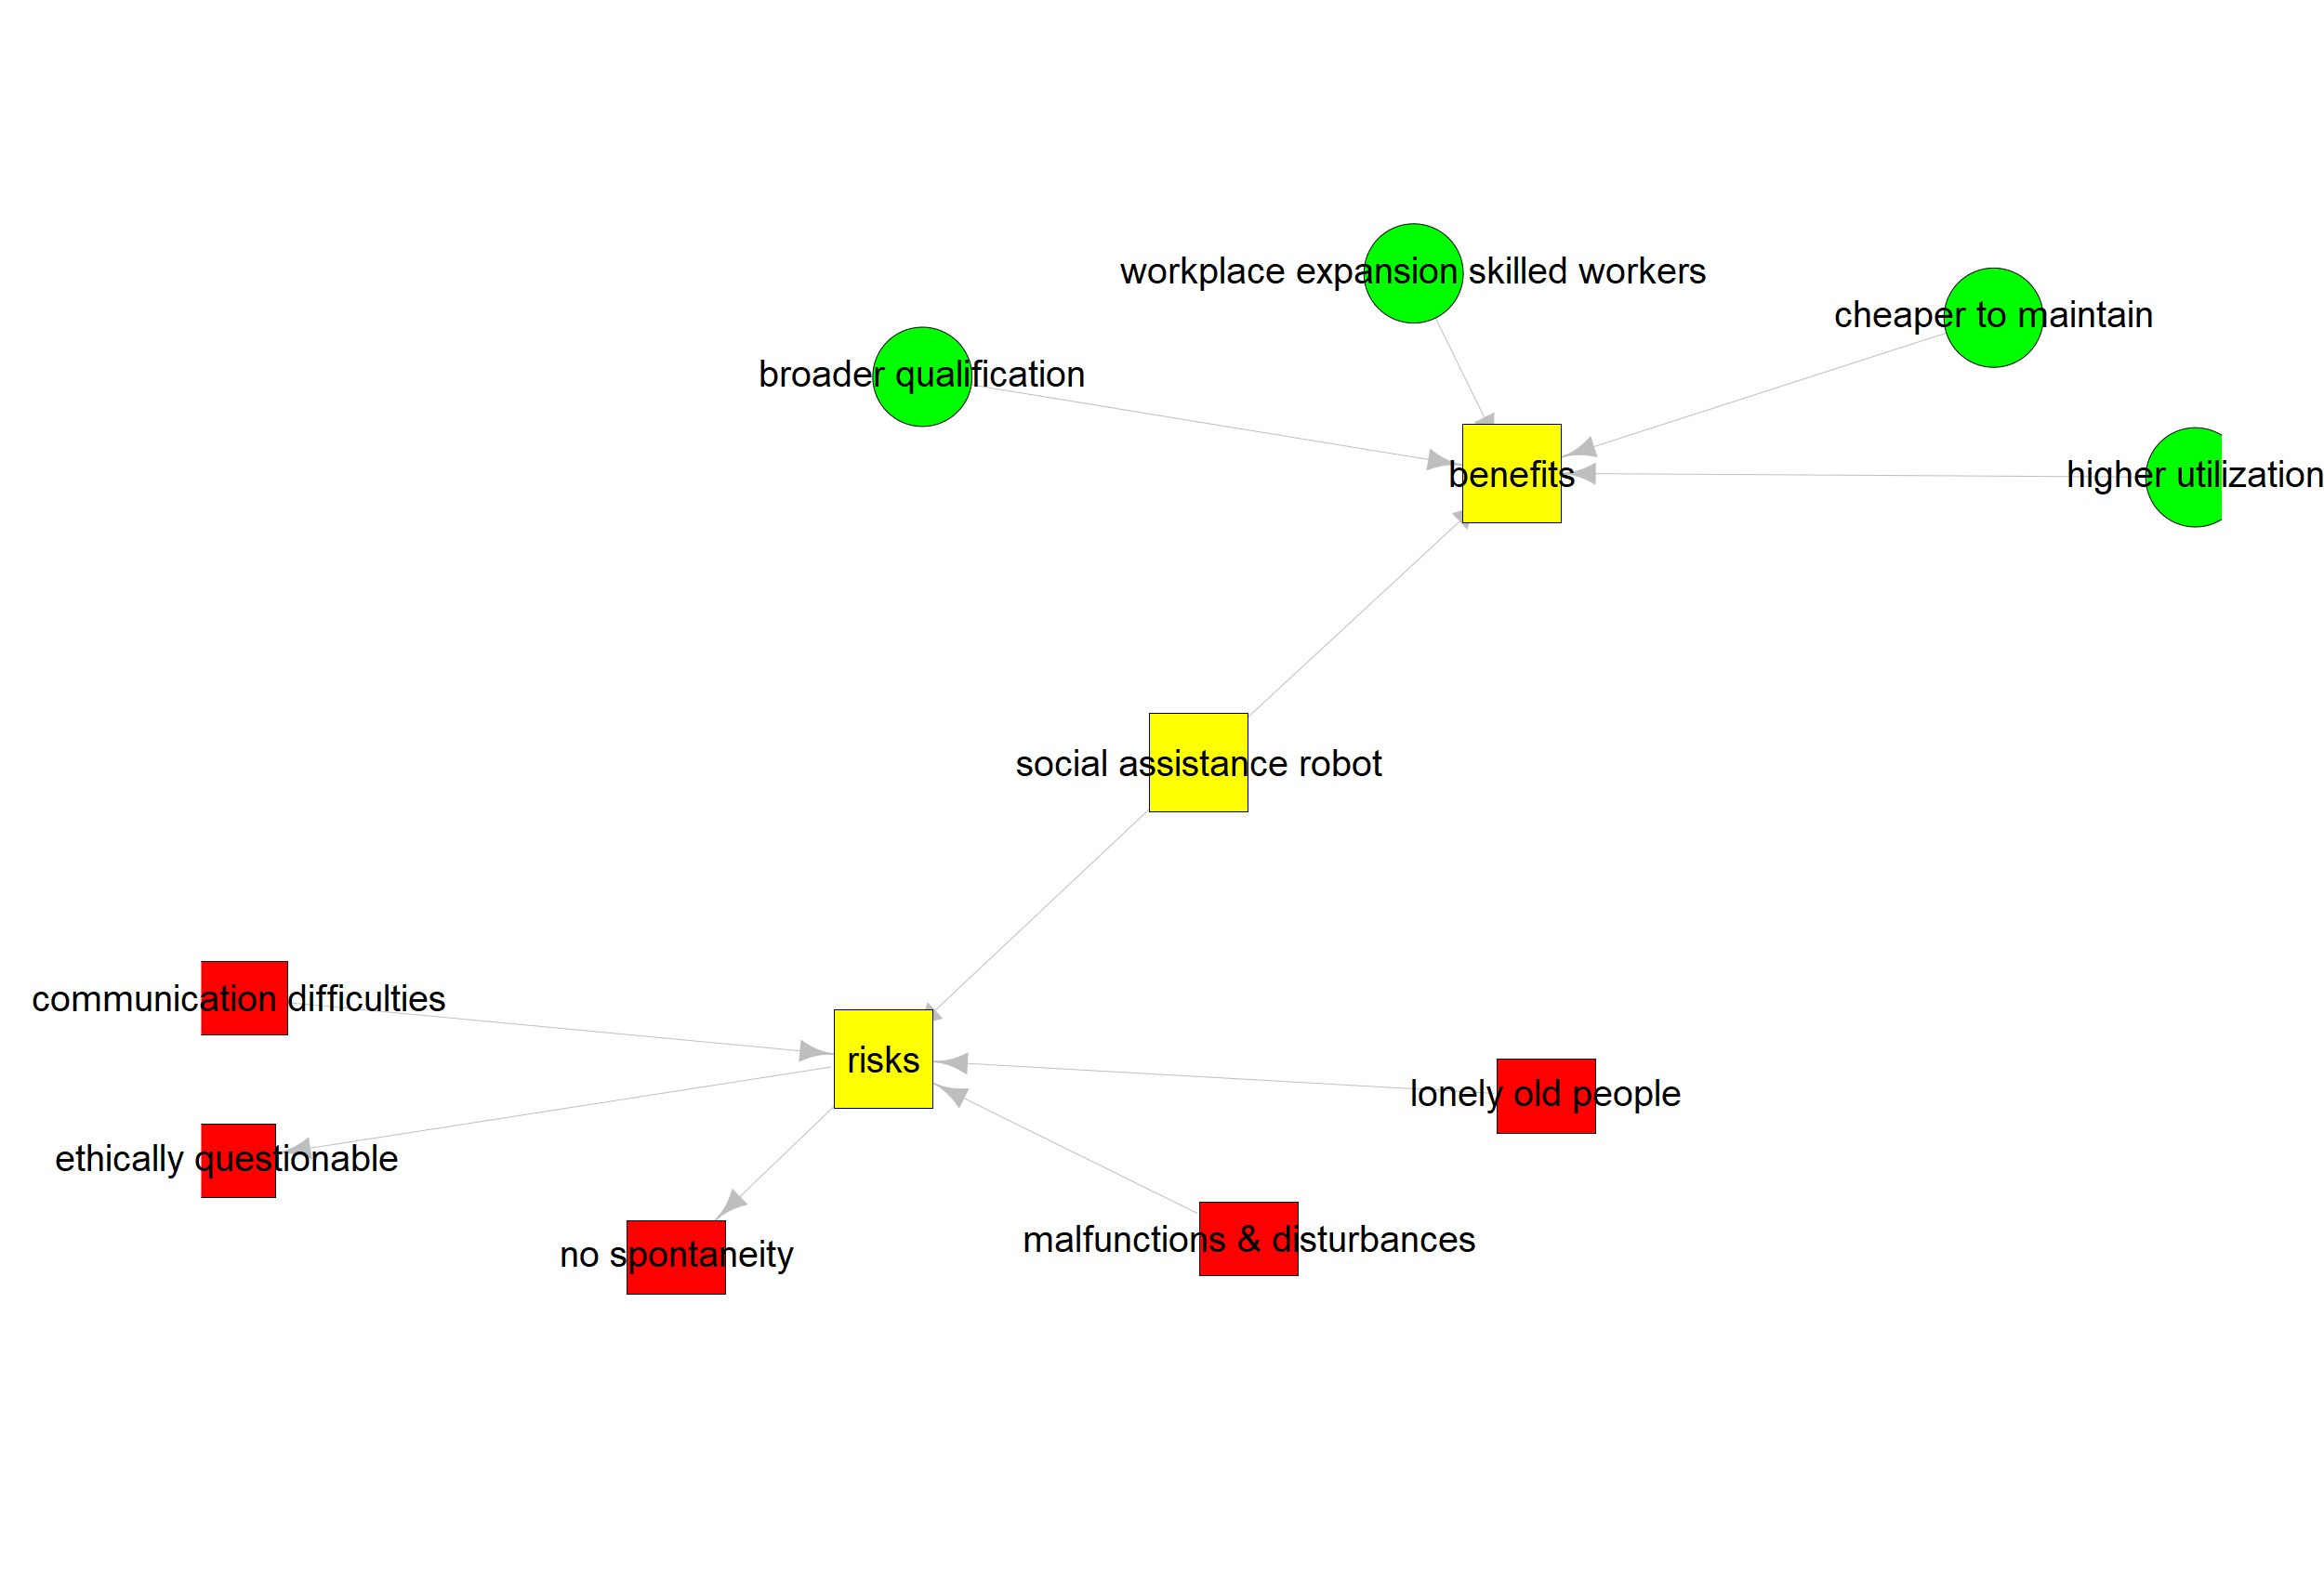 workplace expansion skilled workers
cheaper to maintain
broader qualification
benefits
higher utilization
social assistance robot
communication difficulties
risks
lonely old people
ethically questionable
malfunctions & disturbances
no spontaneity